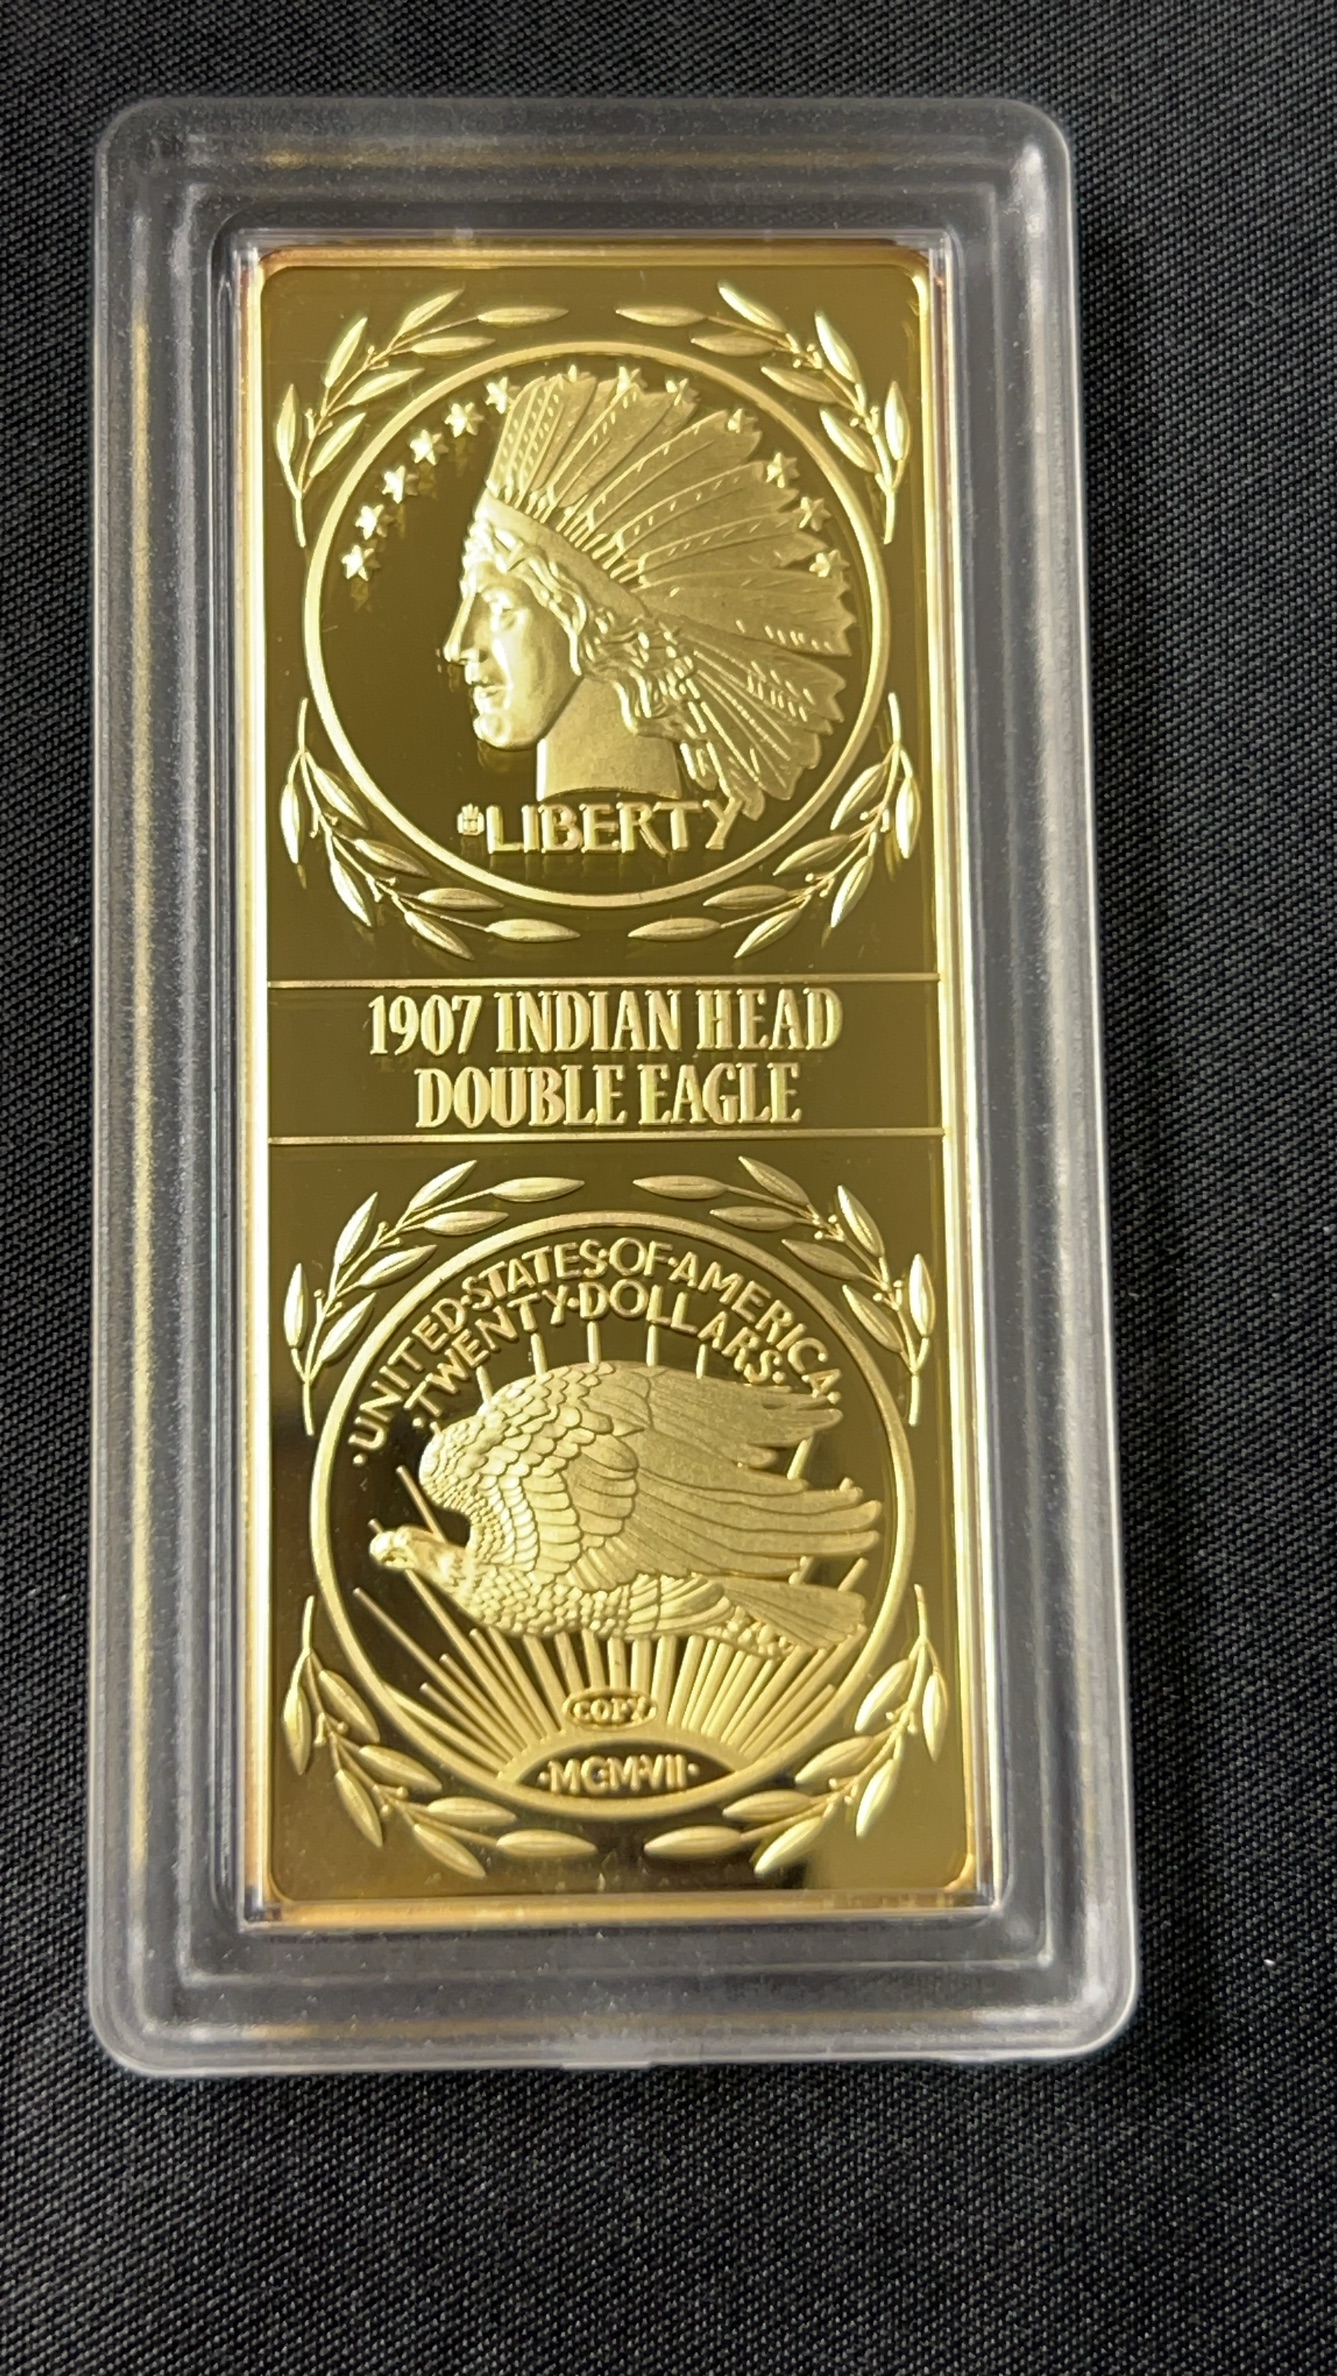 LIBERTY
1907 INDIAN HEAD
DOUBLE EAGLE
·UNITED·STATES·OF·AMERICA·
·TWENTY·DOLLARS·
COPY
·MCMVII·